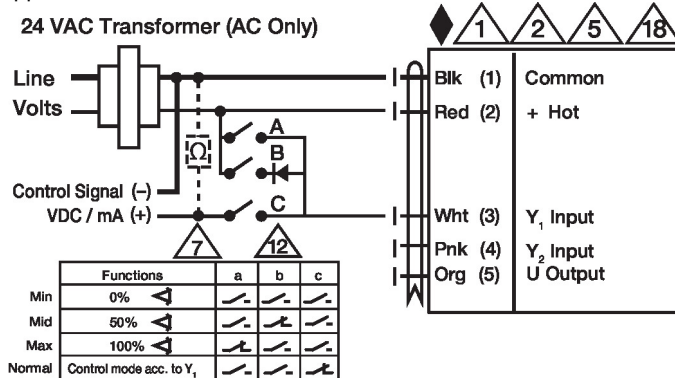 24 VAC Transformer (AC Only)
1 2 5 18
Line
Volts
Blk (1) Common
Red (2) + Hot
A
Ω
B
Control Signal (–)
C
VDC / mA (+)
Wht (3) Y1 Input
7 12
Pnk (4) Y2 Input
Org (5) U Output
Functions a b c
Min 0%
Mid 50%
Max 100%
Normal Control mode acc. to Y1